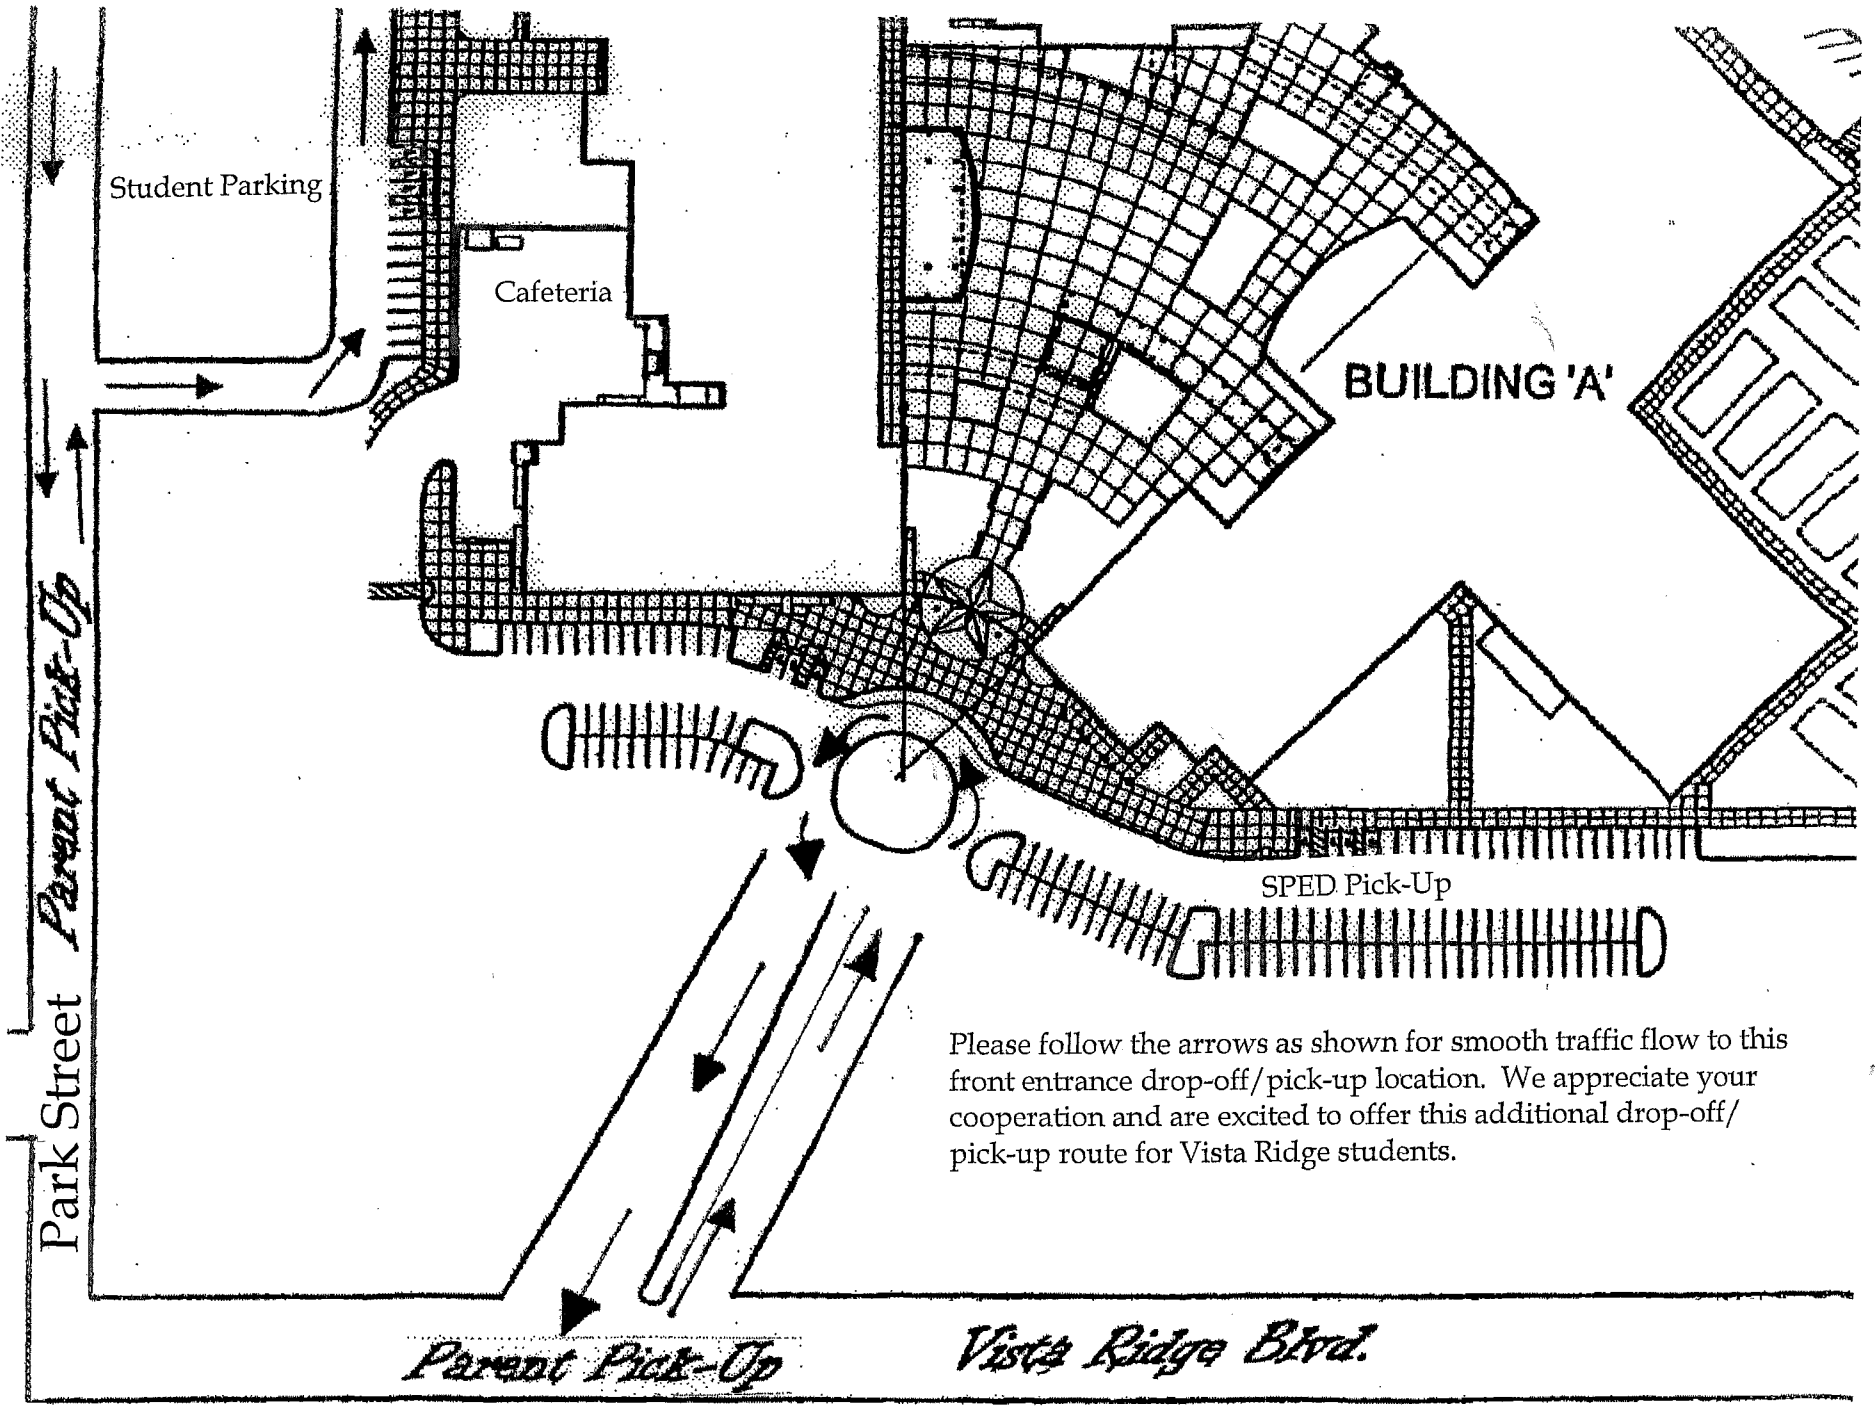 Student Parking
Cafeteria
BUILDING 'A'
Parent Pick-Up
SPED Pick-Up
Park Street
Please follow the arrows as shown for smooth traffic flow to this
front entrance drop-off/pick-up location. We appreciate your
cooperation and are excited to offer this additional drop-off/
pick-up route for Vista Ridge students.
Parent Pick-Up
Vista Ridge Blvd.